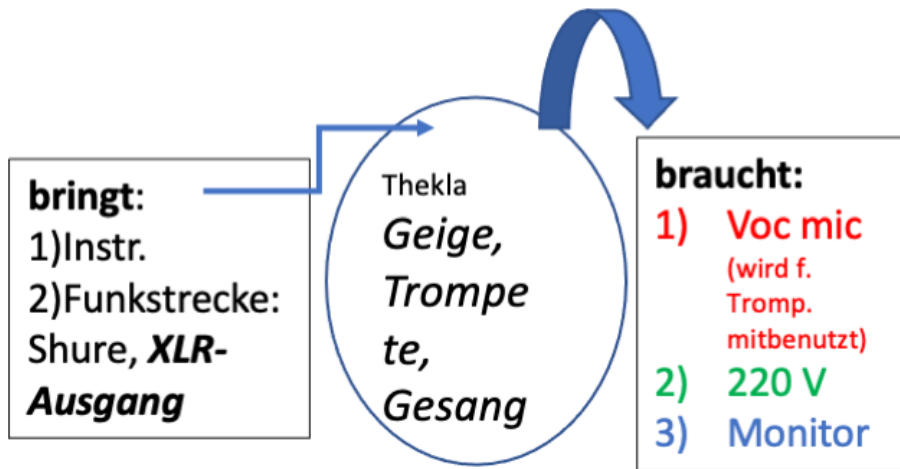 bringt:
1)Instr.
2)Funkstrecke:
Shure, XLR-
Ausgang
Thekla
Geige,
Trompe
te,
Gesang
braucht:
1) Voc mic
(wird f.
Tromp.
mitbenutzt)
2) 220 V
3) Monitor